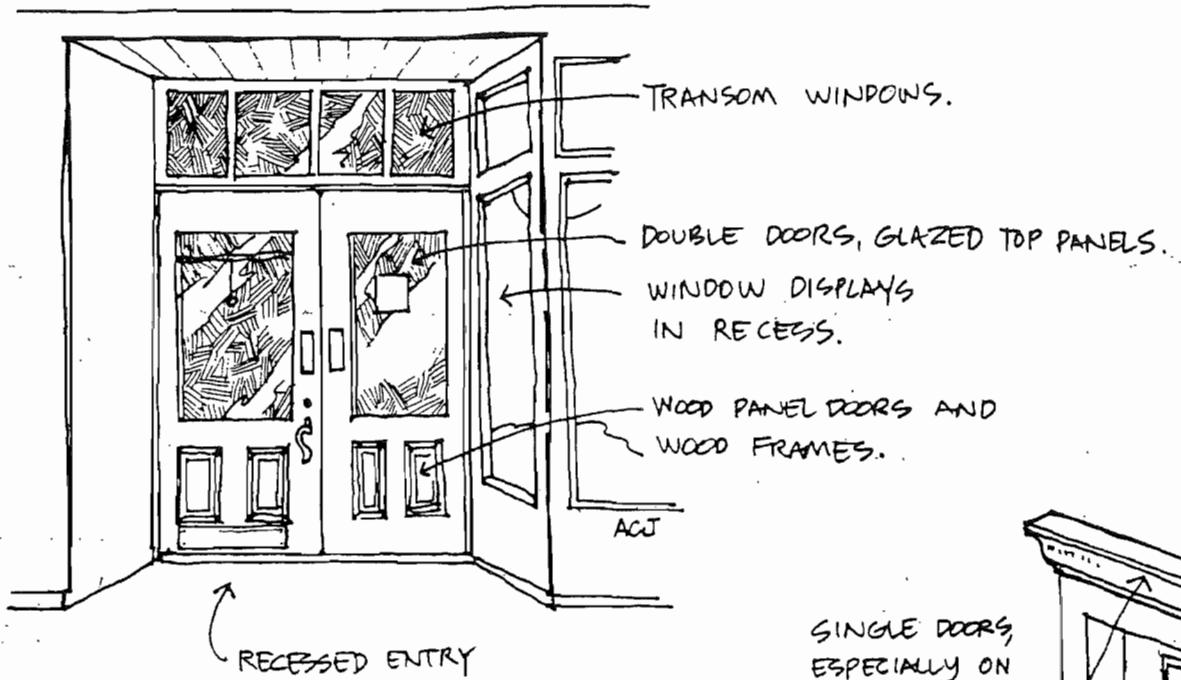 TRANSOM WINDOWS.
DOUBLE DOORS, GLAZED TOP PANELS.
WINDOW DISPLAYS
IN RECESS.
WOOD PANEL DOORS AND
WOOD FRAMES.
ACJ
RECESSED ENTRY
SINGLE DOORS,
ESPECIALLY ON